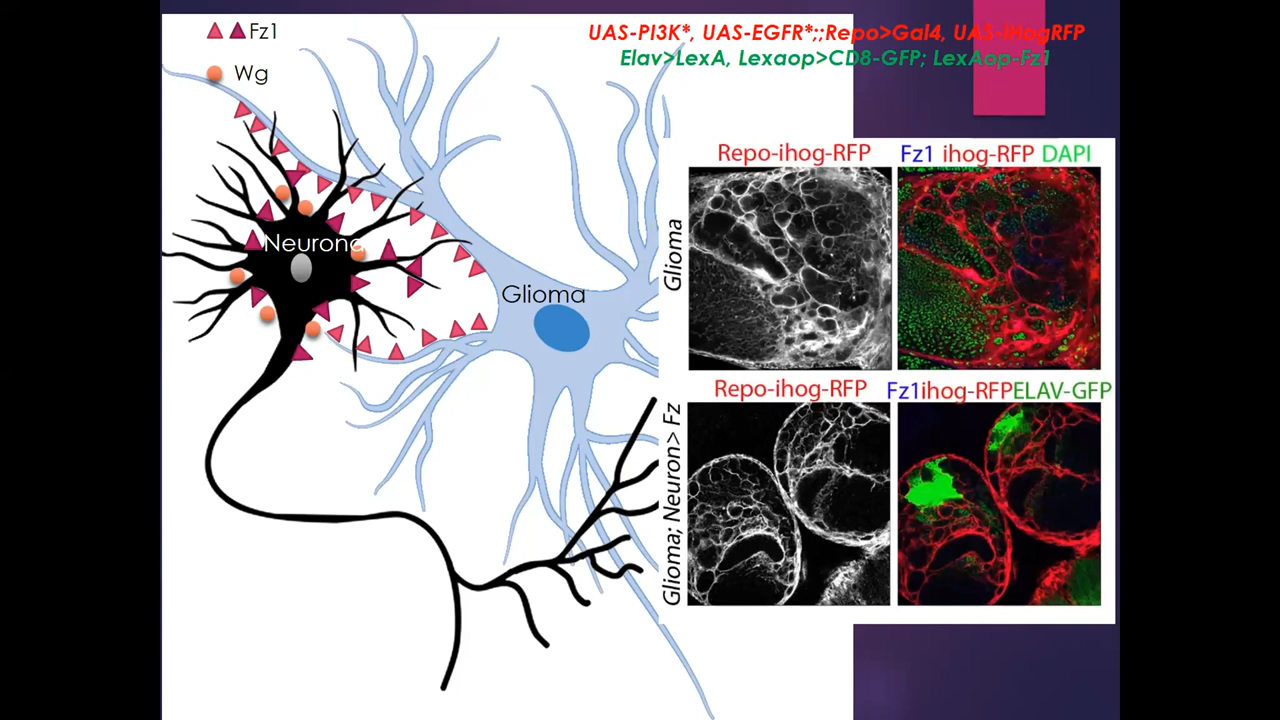 Fz1
Wg
UAS-PI3K*, UAS-EGFR*;;Repo>Gal4, UAS-iHogRFP
Elav>LexA, Lexaop>CD8-GFP; LexAop-Fz1
Neurona
Glioma
Repo-ihog-RFP
Fz1 ihog-RFP DAPI
Glioma
Repo-ihog-RFP
Fz1ihog-RFPELAV-GFP
Glioma; Neuron> Fz